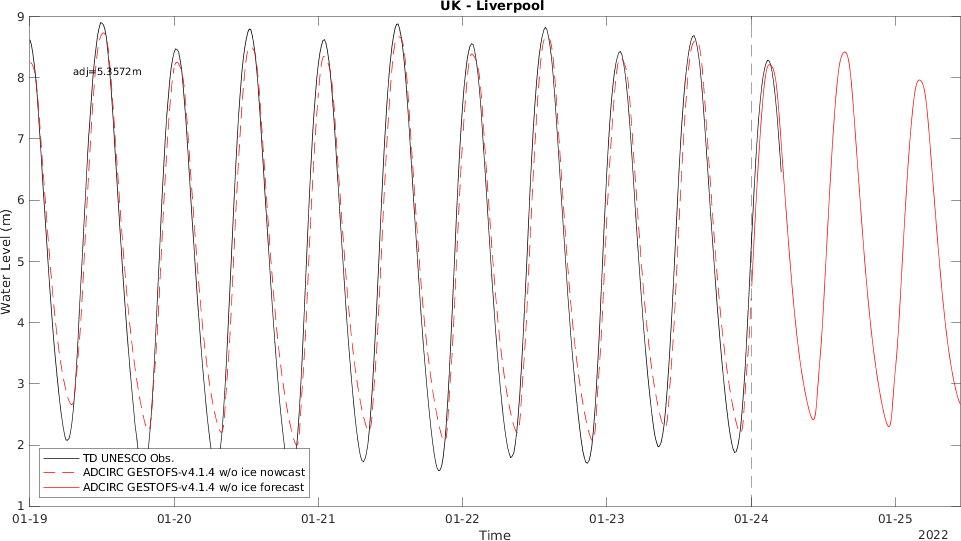 UK - Liverpool
9
8
7
6
5
4
3
2
1
Water Level (m)
adj=5.3572m
TD UNESCO Obs.
ADCIRC GESTOFS-v4.1.4 w/o ice nowcast
ADCIRC GESTOFS-v4.1.4 w/o ice forecast
01-19 01-20 01-21 01-22 01-23 01-24 01-25
Time
2022